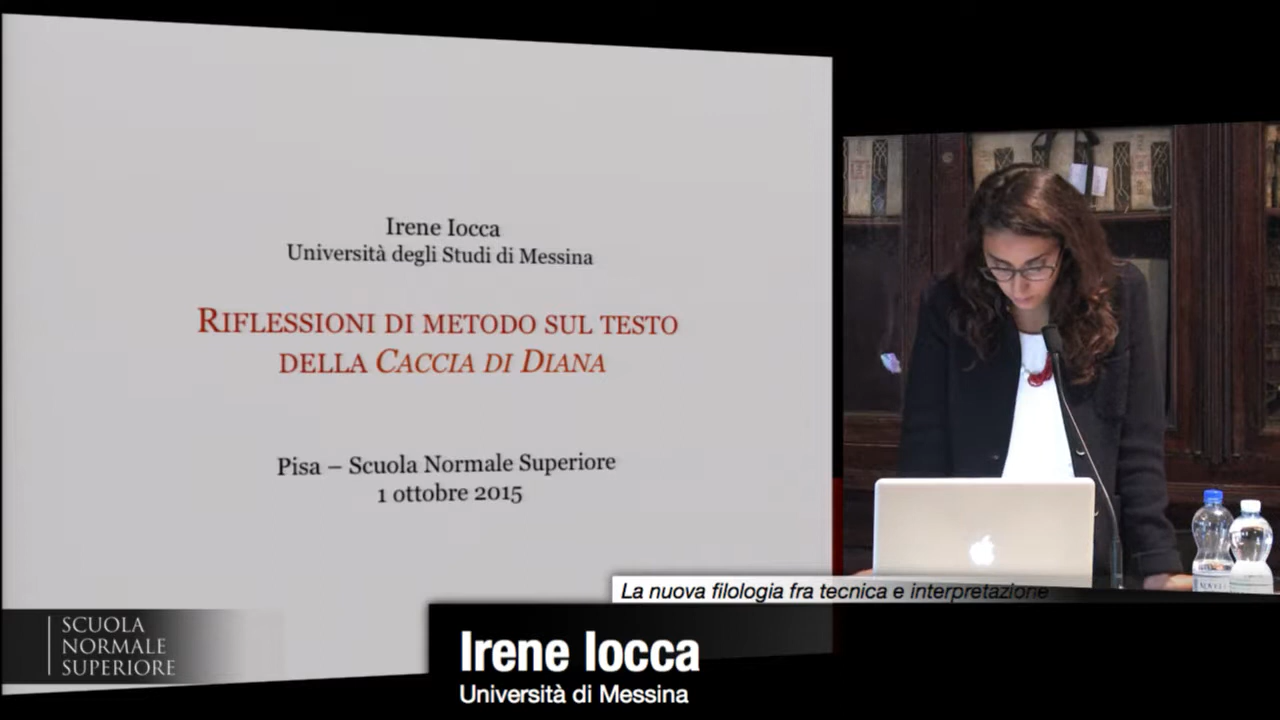 Irene Iocca
Università degli Studi di Messina
RIFLESSIONI DI METODO SUL TESTO
DELLA CACCIA DI DIANA
Pisa – Scuola Normale Superiore
1 ottobre 2015
La nuova filologia fra tecnica e interpretazione
SCUOLA
NORMALE
SUPERIORE
Irene Iocca
Università di Messina